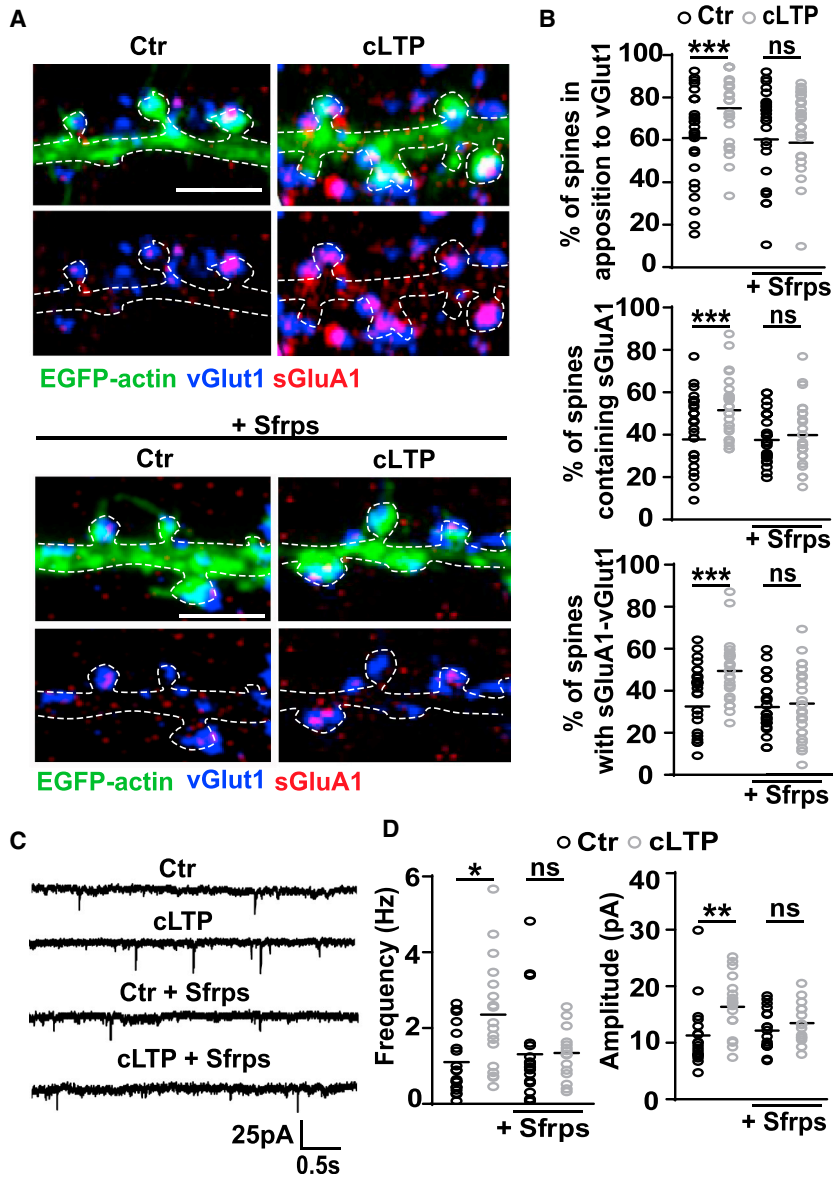 A
Ctr
cLTP
EGFP-actin vGlut1 sGluA1
+ Sfrps
Ctr
cLTP
EGFP-actin vGlut1 sGluA1
B
Ctr cLTP
% of spines in
apposition to vGlut1
100
80
60
40
20
0
***
ns
+ Sfrps
% of spines
containing sGluA1
100
80
60
40
20
0
***
ns
+ Sfrps
% of spines
with sGluA1-vGlut1
100
80
60
40
20
0
***
ns
+ Sfrps
C
Ctr
cLTP
Ctr + Sfrps
cLTP + Sfrps
25pA
0.5s
D
Ctr cLTP
Frequency (Hz)
6
4
2
0
*
ns
+ Sfrps
Amplitude (pA)
40
30
20
10
0
**
ns
+ Sfrps